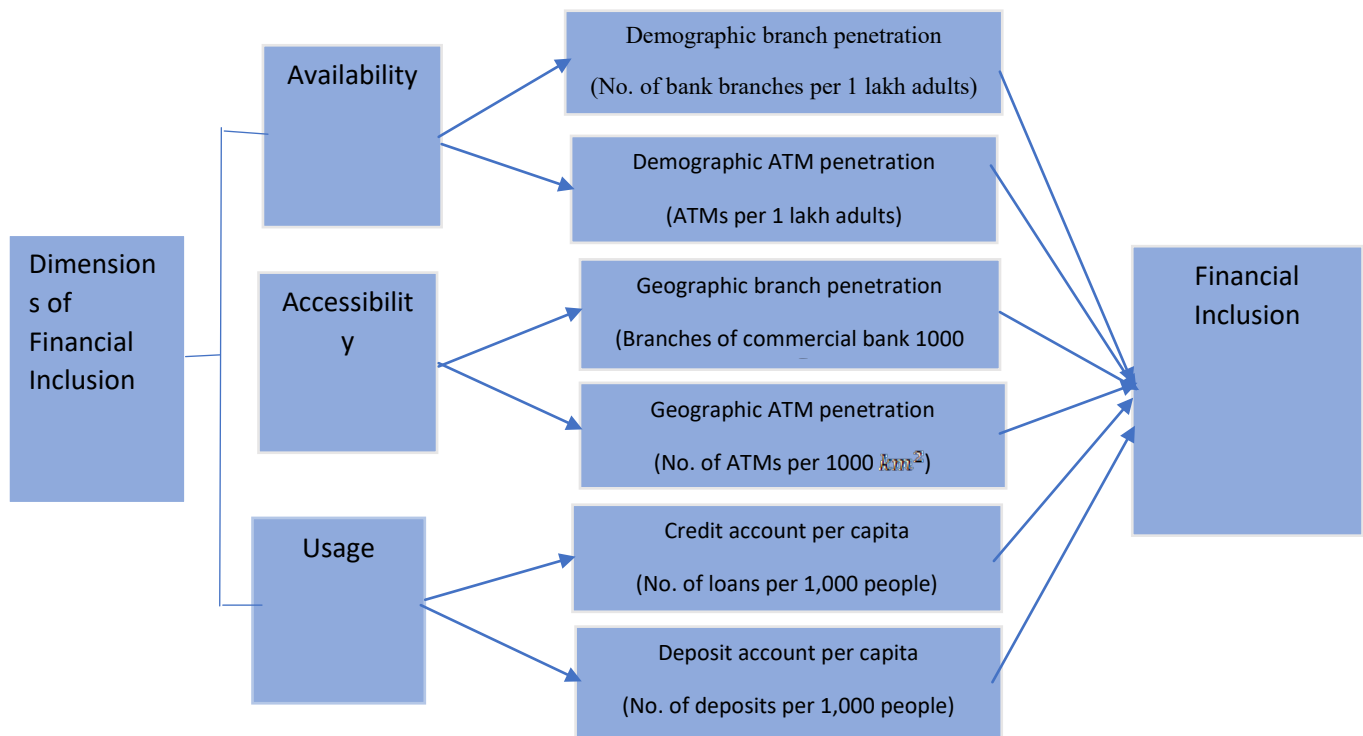 Dimension
s of
Financial
Inclusion
Availability
Accessibilit
y
Usage
Demographic branch penetration
(No. of bank branches per 1 lakh adults)
Demographic ATM penetration
(ATMs per 1 lakh adults)
Geographic branch penetration
(Branches of commercial bank 1000
Geographic ATM penetration
(No. of ATMs per 1000 km²)
Credit account per capita
(No. of loans per 1,000 people)
Deposit account per capita
(No. of deposits per 1,000 people)
Financial
Inclusion